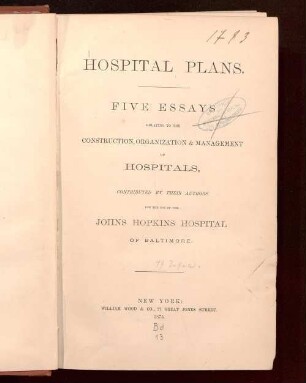 1783
HOSPITAL PLANS.
FIVE ESSAYS
RELATING TO THE
CONSTRUCTION, ORGANIZATION & MANAGEMENT
OF
HOSPITALS,
CONTRIBUTED BY THEIR AUTHORS
FOR THE USE OF THE
JOHNS HOPKINS HOSPITAL
OF BALTIMORE.
NEW YORK:
WILLIAM WOOD & CO., 27 GREAT JONES STREET.
1875.